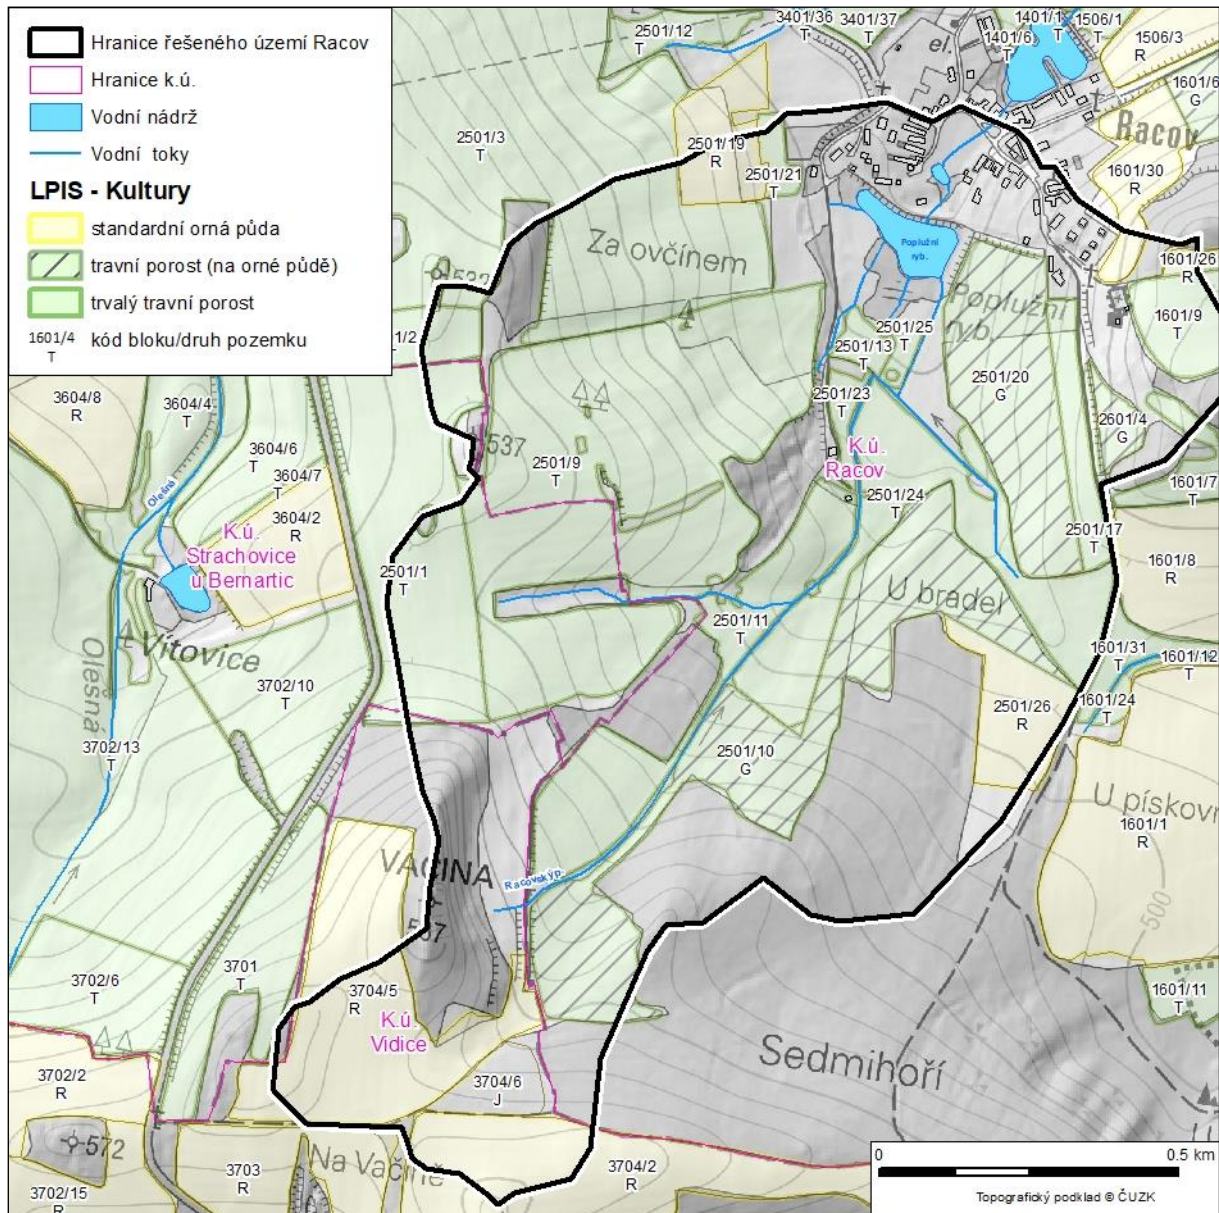 Hranice řešeného území Racov
Hranice k.ú.
Vodní nádrž
Vodní toky
LPIS - Kultury
standardní orná půda
travní porost (na orné půdě)
trvalý travní porost
1601/4
T
kód bloku/druh pozemku
2501/12
T
3401/36
T
3401/37
T
1401/1
T
1506/1
T
1401/6
T
1506/3
R
el.
1601/6
G
Racov
2501/3
T
2501/19
R
2501/21
T
1601/30
R
Za ovčínem
Poplužní
ryb.
1601/26
R
Poplužní
ryb.
1601/9
T
2501/25
T
2501/13
T
2501/20
G
2501/23
T
2501/4
G
3604/8
R
3604/4
T
3604/6
T
3604/7
T
3604/2
R
537
2501/9
T
K.ú.
Racov
2501/24
T
1601/7
T
2501/17
T
1601/8
R
Olešná
K.ú.
Strachovice
u Bernartic
2501/1
T
U bradel
2501/11
T
Vítovice
Olešná
3702/10
T
3702/13
T
1601/31
T
1601/12
T
1601/24
T
2501/26
R
2501/10
G
U pískovn
1601/1
R
VAČINA
Racovský p.
500
3702/6
T
3701
T
3704/5
R
K.ú.
Vidice
1601/11
T
Sedmihoří
3702/2
R
3704/6
J
572
3702/15
R
3703
R
Na Vačině
3704/2
R
0
0.5 km
Topografický podklad © ČUZK